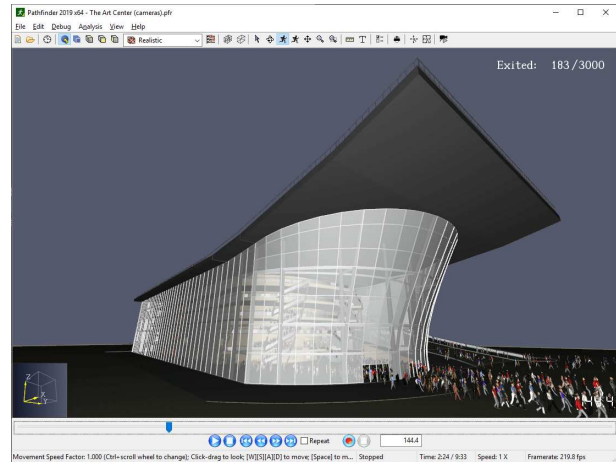 Pathfinder 2019 x64 - The Art Center (cameras).pfr
File Edit Debug Analysis View Help
Realistic
Exited: 183/3000
Z
X
Y
Repeat
144.4
Movement Speed Factor: 1.000 (Ctrl+scroll wheel to change); Click-drag to look; [W][S][A][D] to move; [Space] to m... Stopped Time: 2:24 / 9:33 Speed: 1 X Framerate: 219.8 fps